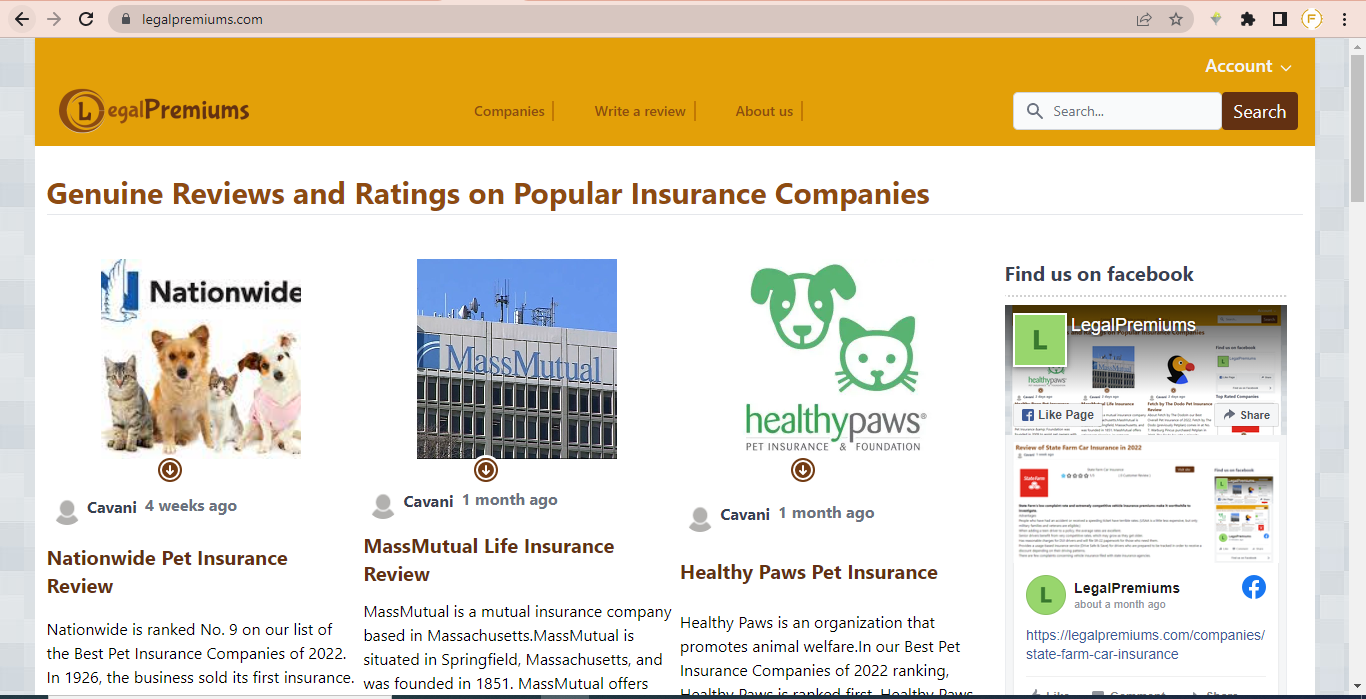 legalpremiums.com
F
Account
LegalPremiums
Companies
Write a review
About us
Search...
Search
Genuine Reviews and Ratings on Popular Insurance Companies
Nationwide
Cavani 4 weeks ago
Nationwide Pet Insurance
Review
Nationwide is ranked No. 9 on our list of
the Best Pet Insurance Companies of 2022.
In 1926, the business sold its first insurance.
MassMutual
Cavani 1 month ago
MassMutual Life Insurance
Review
MassMutual is a mutual insurance company
based in Massachusetts.MassMutual is
situated in Springfield, Massachusetts, and
was founded in 1851. MassMutual offers
healthypaws®
PET INSURANCE & FOUNDATION
Cavani 1 month ago
Healthy Paws Pet Insurance
Healthy Paws is an organization that
promotes animal welfare.In our Best Pet
Insurance Companies of 2022 ranking,
Healthy Paws is ranked first. Healthy Paws
Find us on facebook
L
LegalPremiums
Like Page
Share
Review of State Farm Car Insurance in 2022
L
LegalPremiums
about a month ago
https://legalpremiums.com/companies/
state-farm-car-insurance
Like
Comment
Share